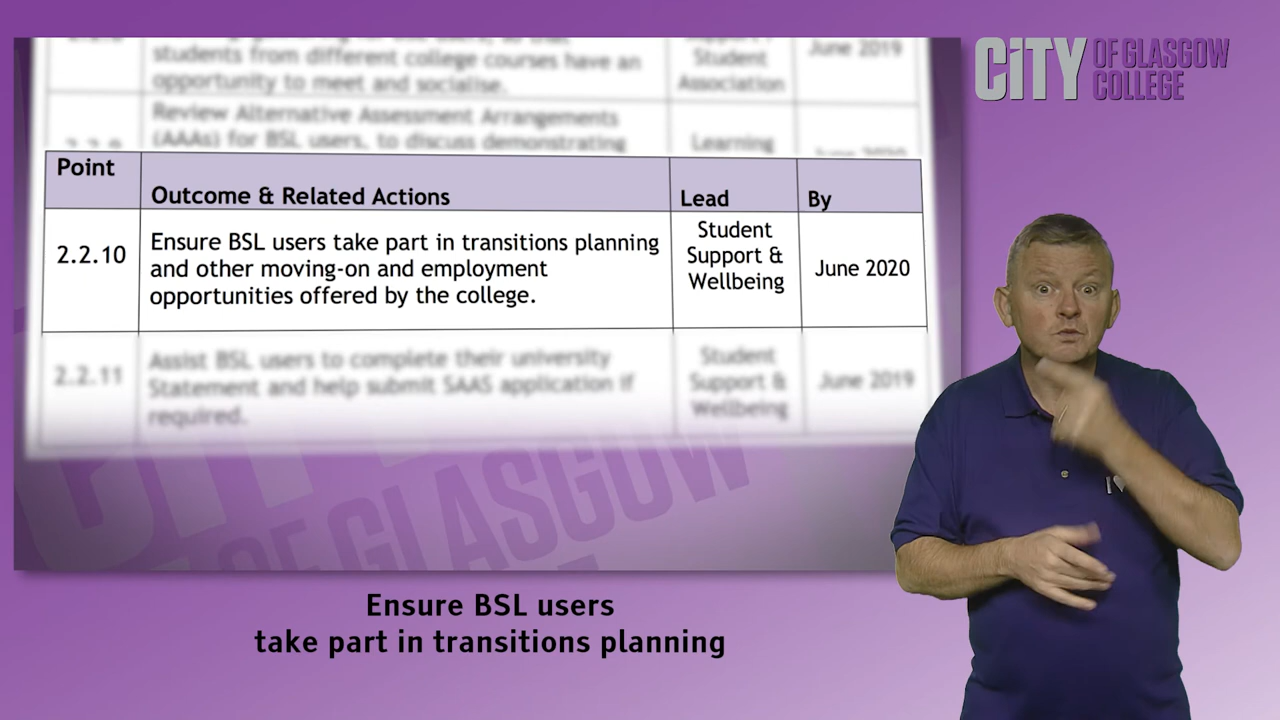 CiTY OF GLASGOW
COLLEGE
students from different college courses have an
opportunity to meet and socialise.
Student
Association
June 2019
Review Alternative Assessment Arrangements
(AAAs) for BSL users, to discuss demonstrating
Learning
June 2020
Point
Outcome & Related Actions
Lead
By
2.2.10
Ensure BSL users take part in transitions planning
and other moving-on and employment
opportunities offered by the college.
Student
Support &
Wellbeing
June 2020
2.2.11
Assist BSL users to complete their university
Statement and help submit SAAS application if
required.
Student
Support &
Wellbeing
June 2019
OF GLASGOW
Ensure BSL users
take part in transitions planning